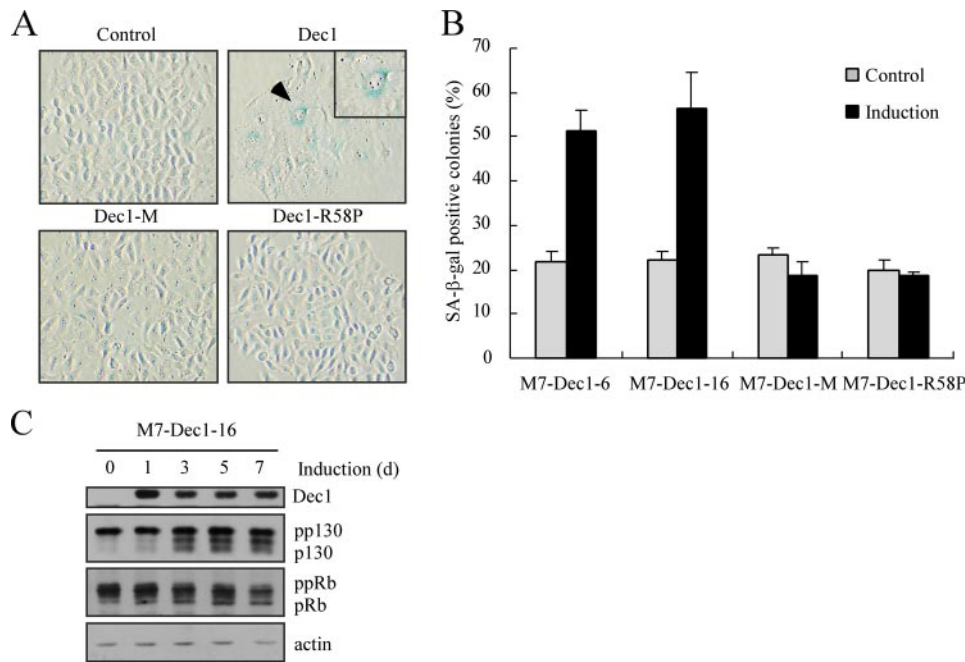 A
Control
Dec1
Dec1-M
Dec1-R58P
B
70
60
50
40
30
20
10
0
SA-β-gal positive colonies (%)
Control
Induction
M7-Dec1-6
M7-Dec1-16
M7-Dec1-M
M7-Dec1-R58P
C
M7-Dec1-16
0 1 3 5 7 Induction (d)
Dec1
pp130
p130
ppRb
pRb
actin